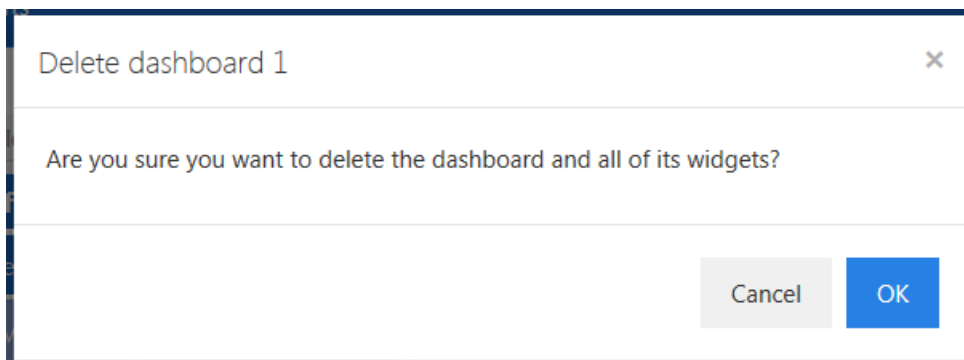 Delete dashboard 1
×
Are you sure you want to delete the dashboard and all of its widgets?
Cancel
OK